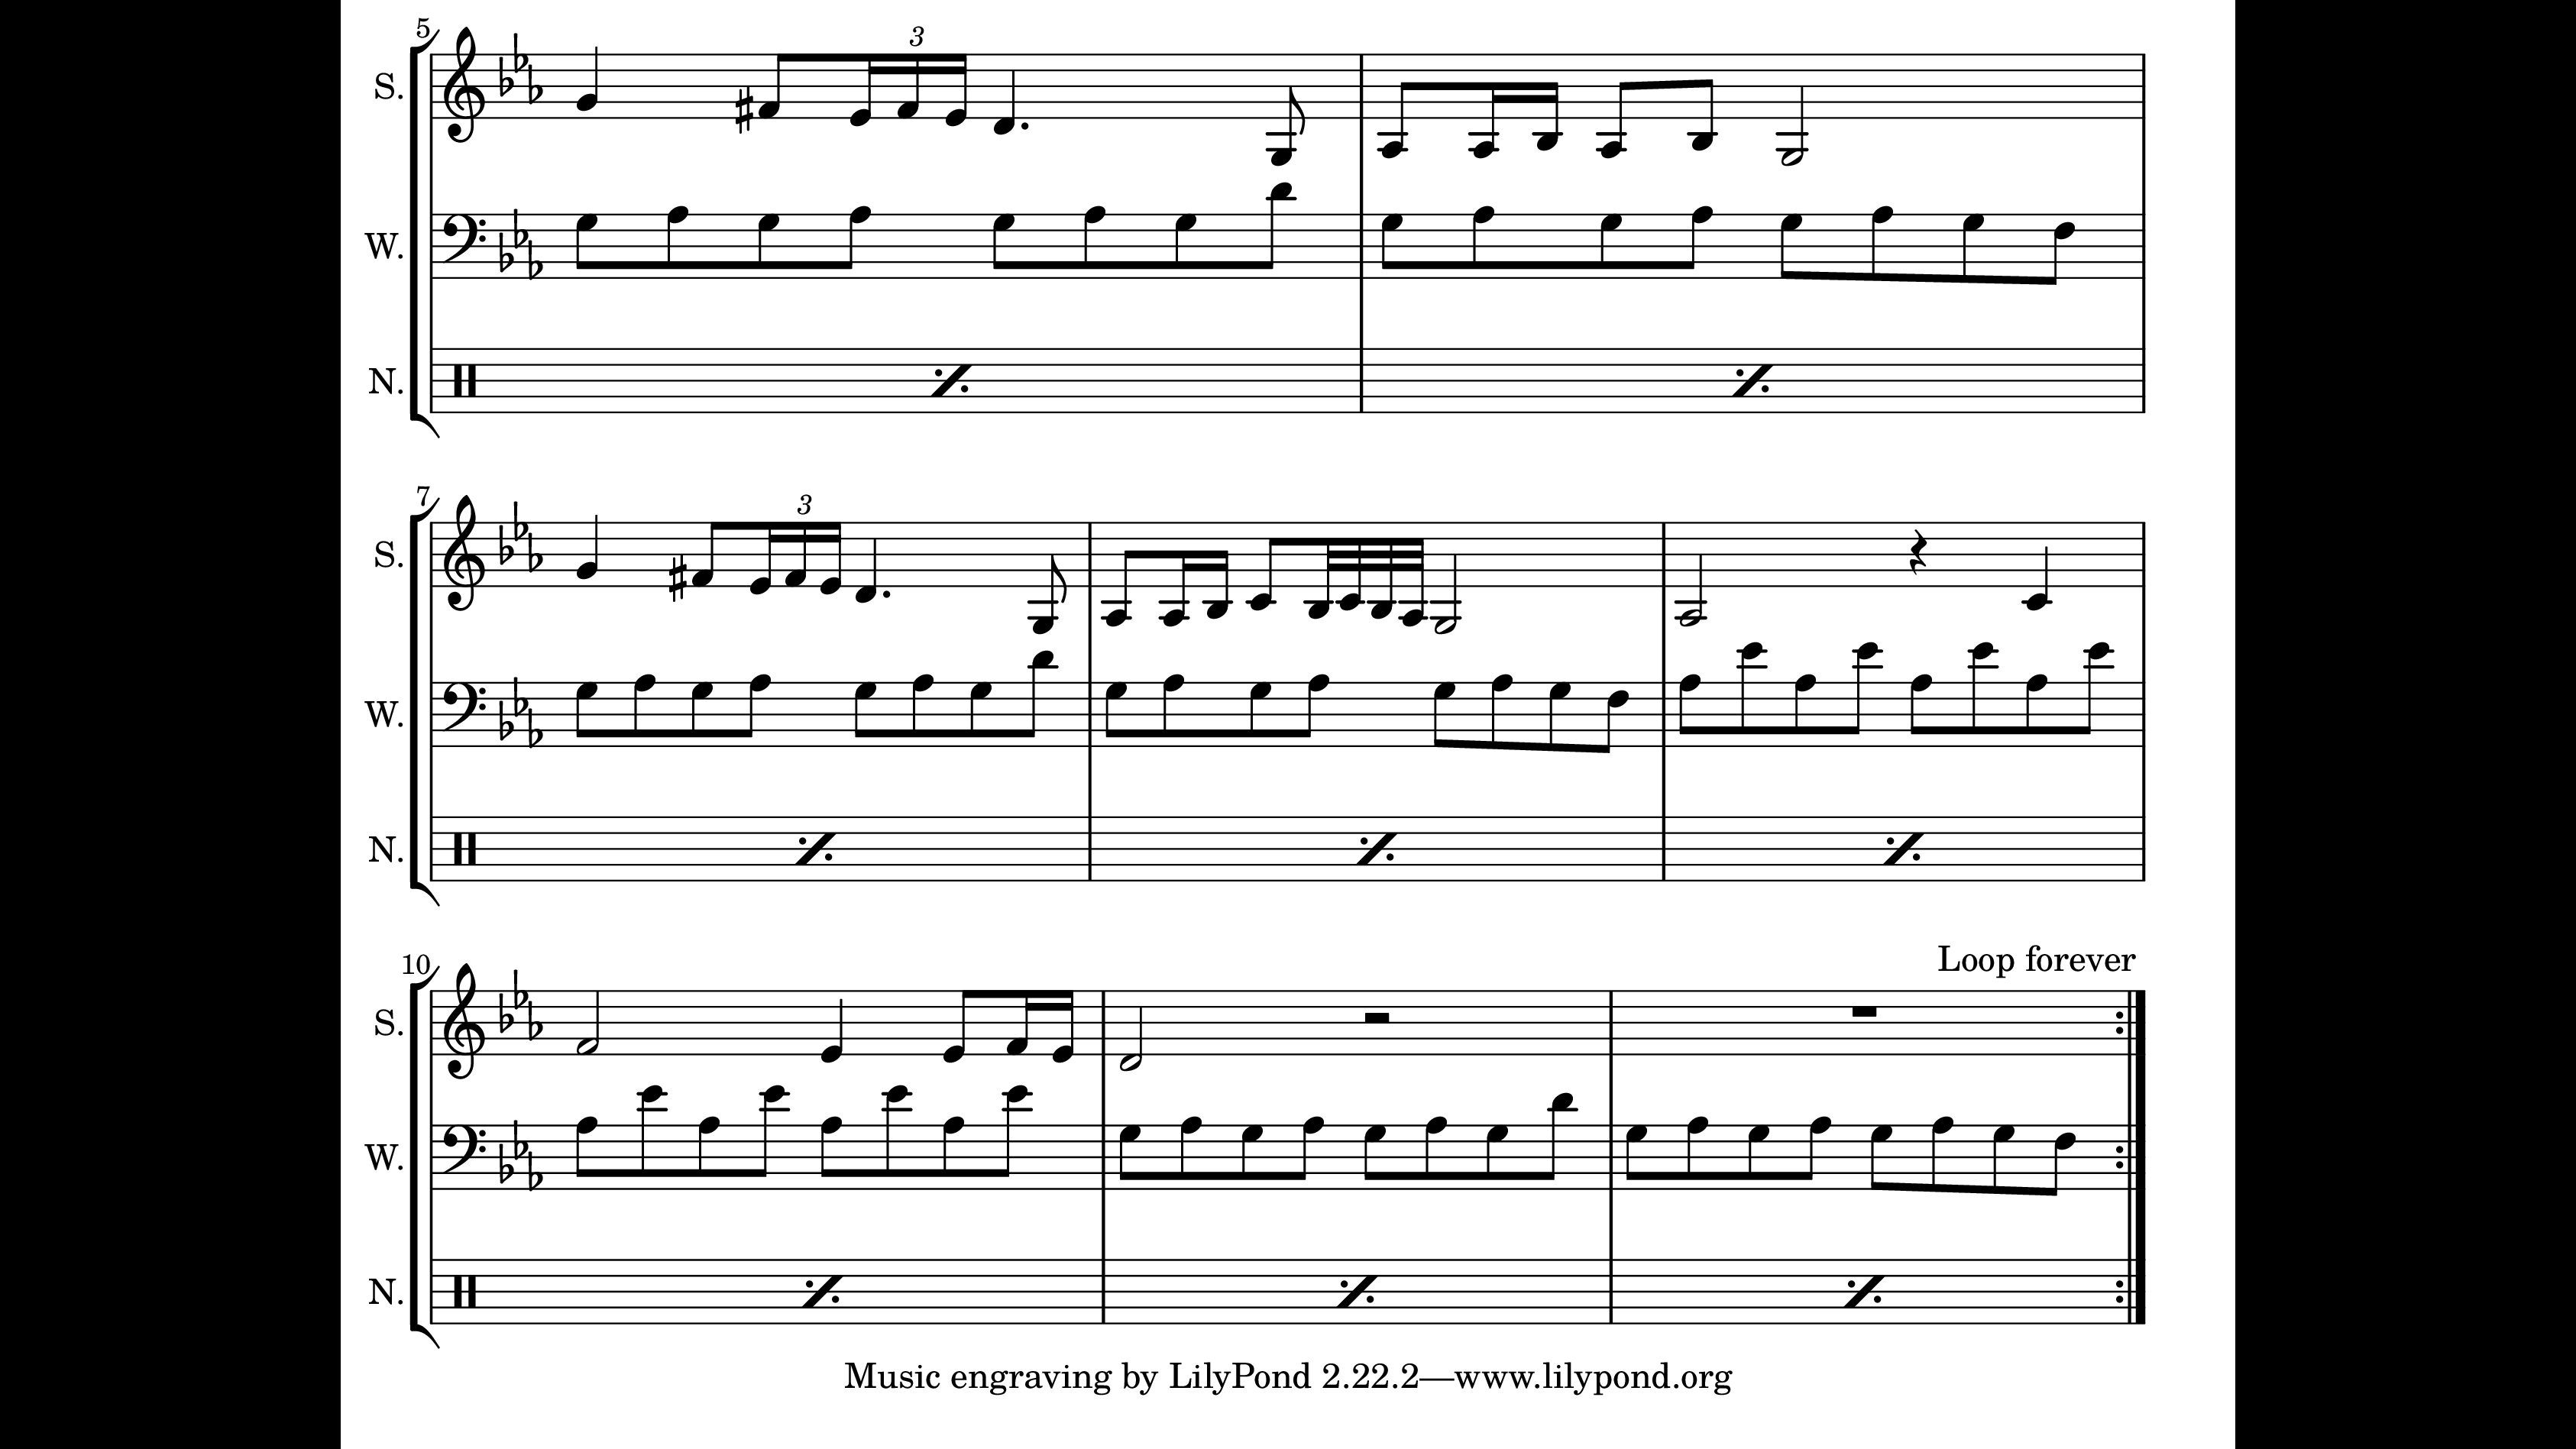 5
3
S.
W.
N.
7
3
S.
W.
N.
Loop forever
10
S.
W.
N.
Music engraving by LilyPond 2.22.2—www.lilypond.org